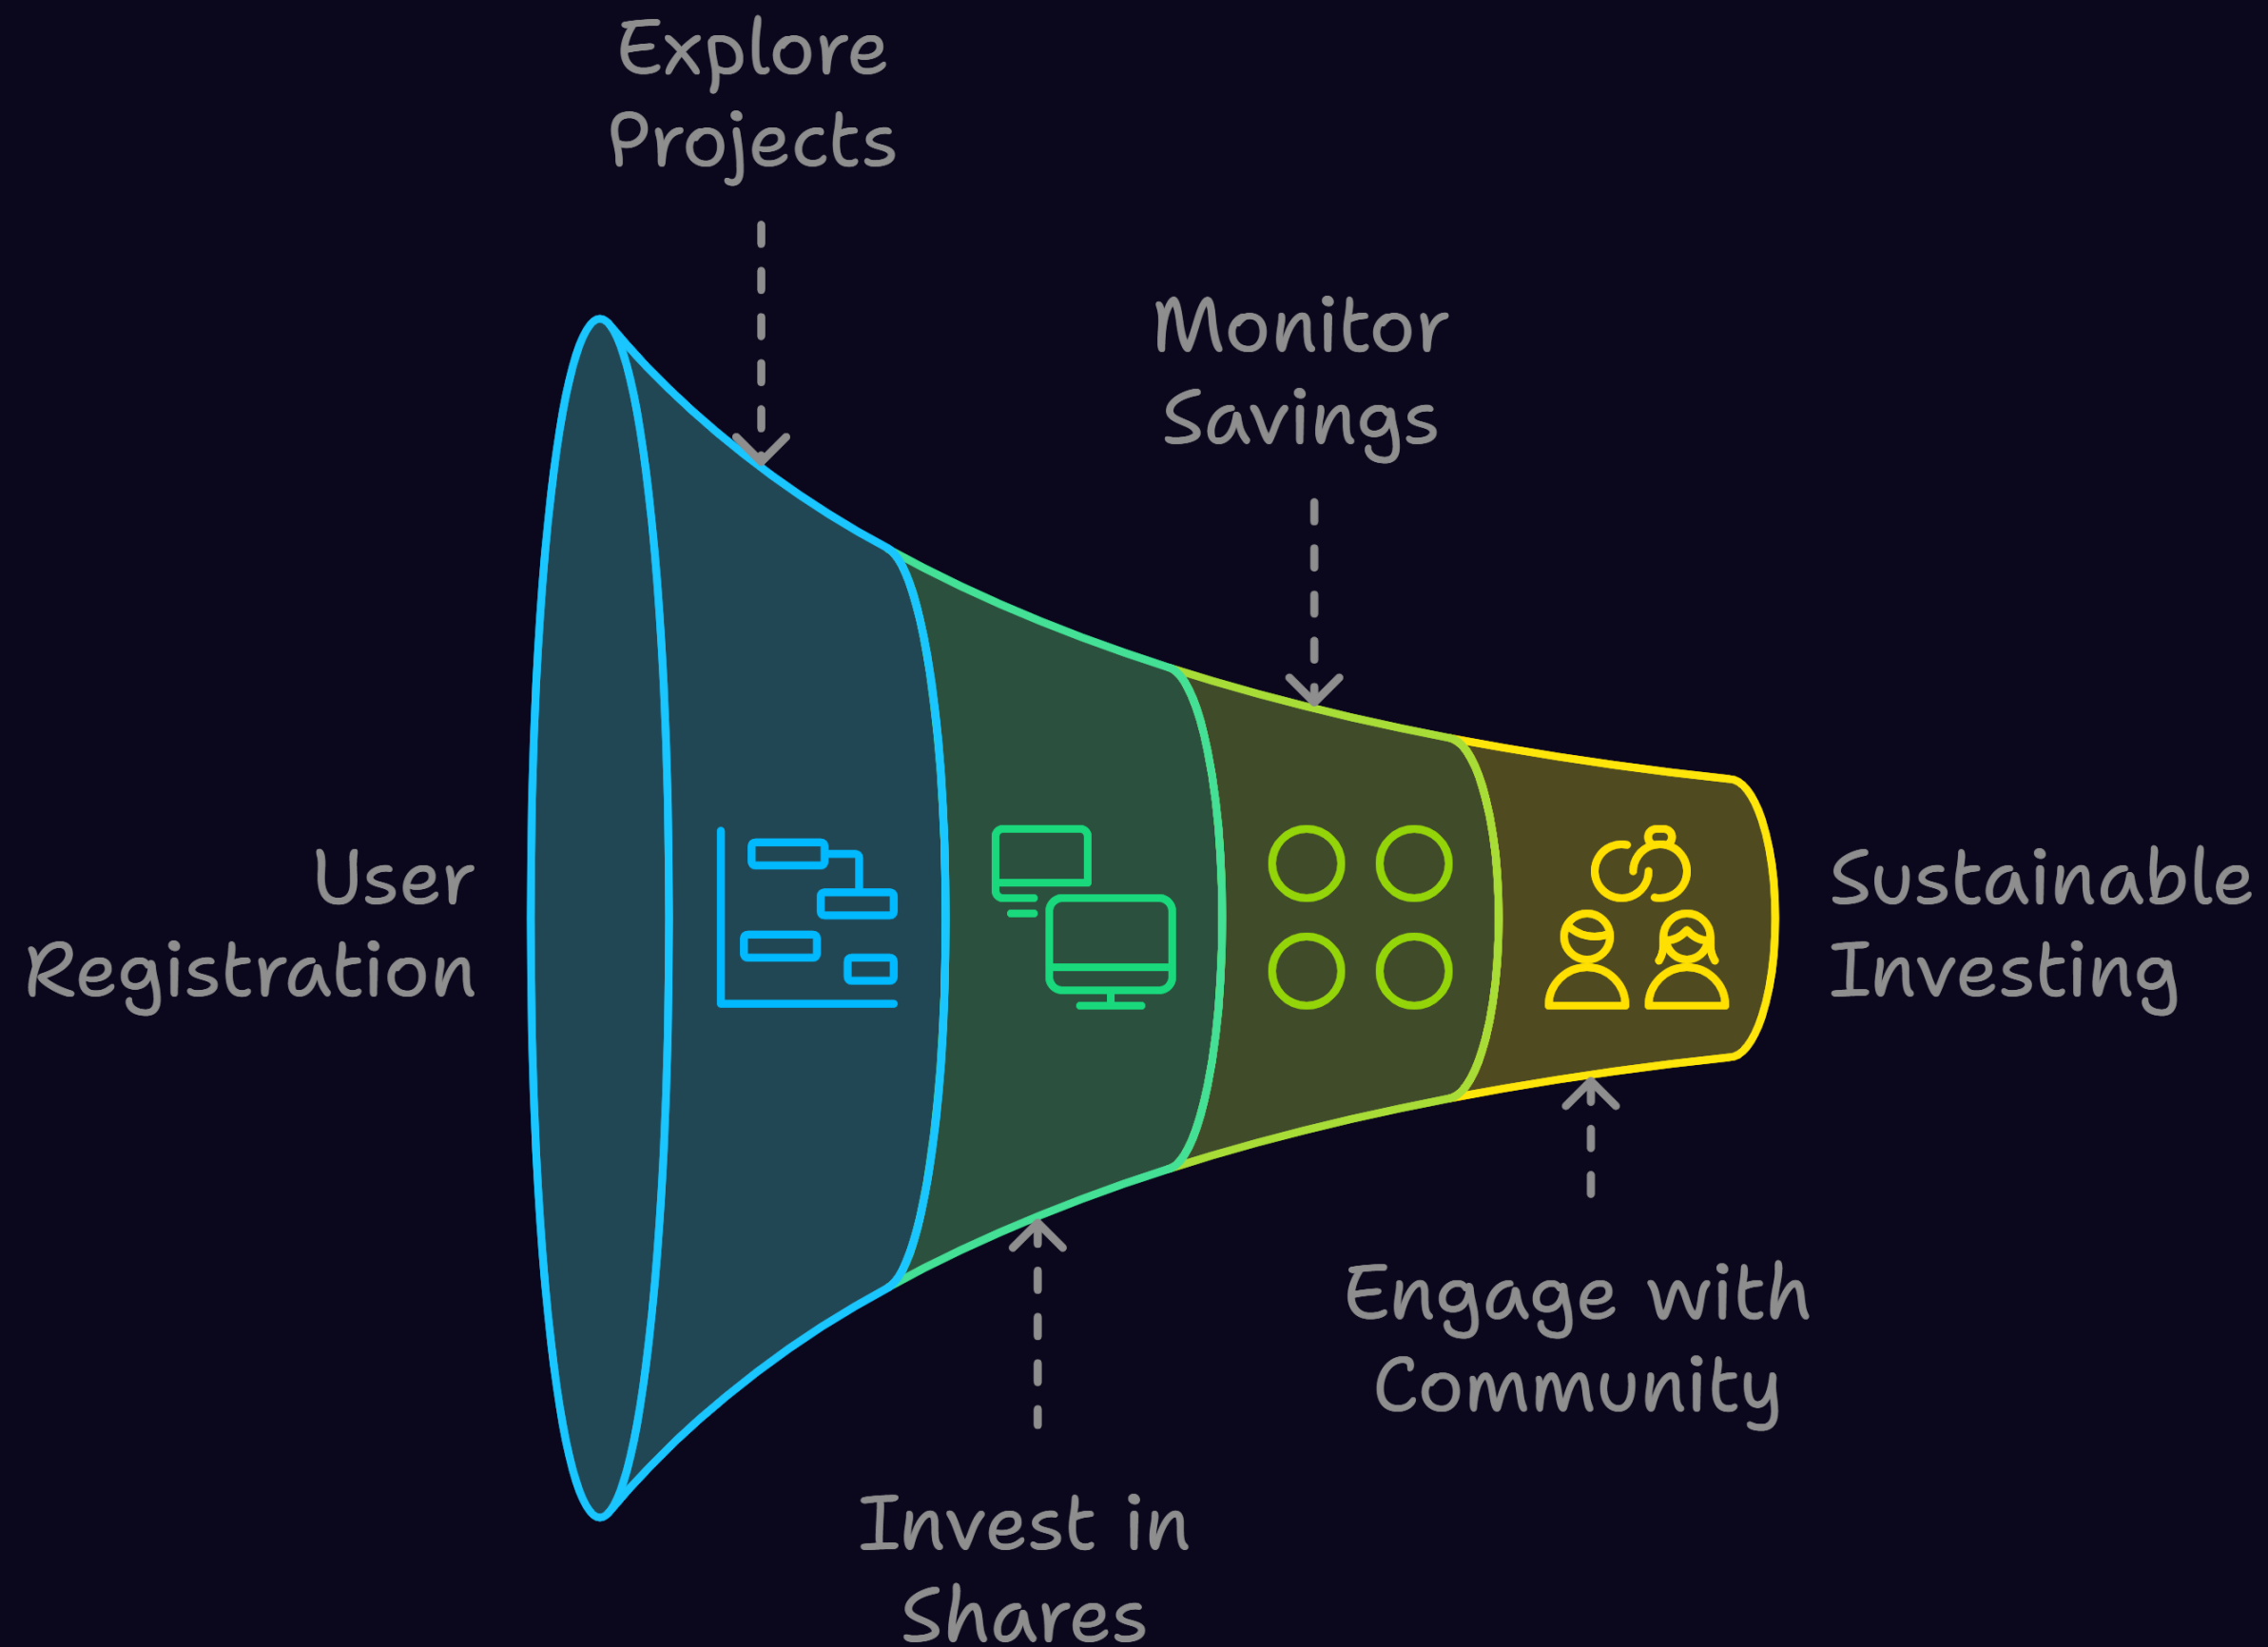 Explore
Projects
Monitor
Savings
User
Registration
Sustainable
Investing
Engage with
Community
Invest in
Shares